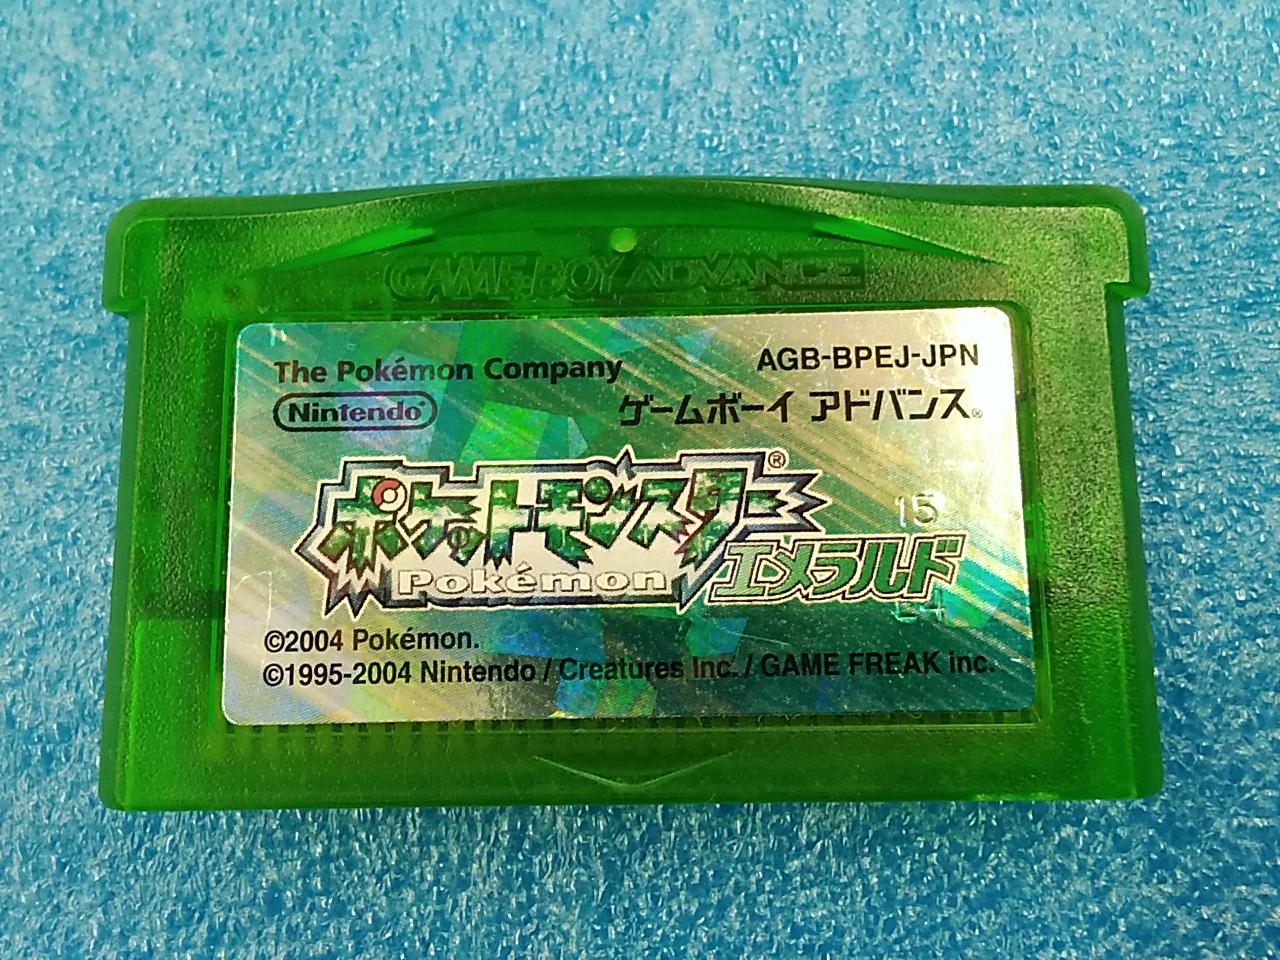 GAME BOY ADVANCE
The Pokémon Company
AGB-BPEJ-JPN
Nintendo®
ゲームボーイ アドバンス®
ポケットモンスター®
15
Pokémon
エメラルド
©2004 Pokémon.
©1995-2004 Nintendo / Creatures Inc. / GAME FREAK inc.